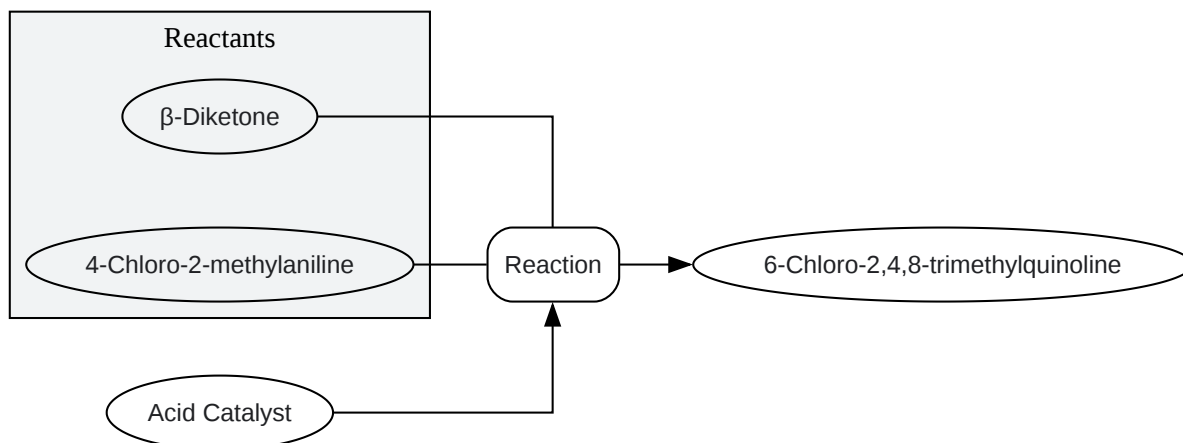 Reactants
β-Diketone
4-Chloro-2-methylaniline
Reaction
6-Chloro-2,4,8-trimethylquinoline
Acid Catalyst